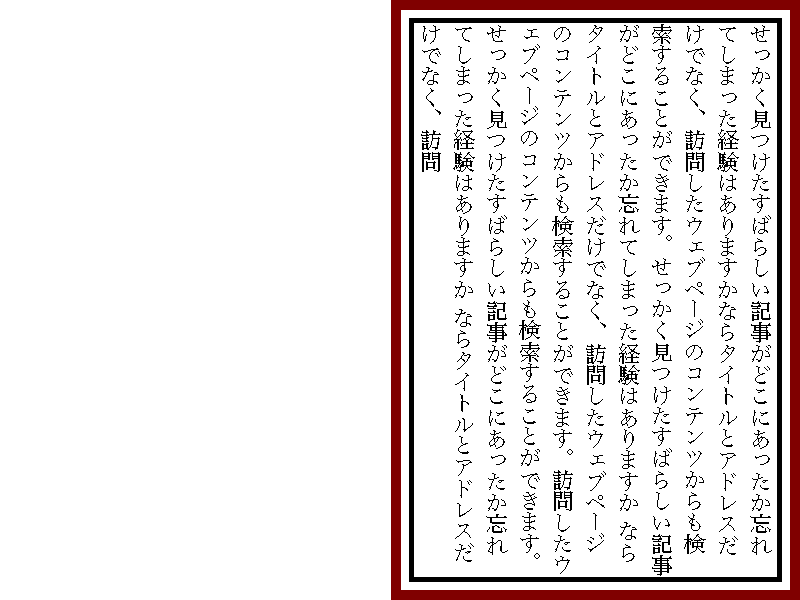 せっかく見つけたすばらしい記事がどこにあったか忘れ
てしまった経験はありますかならタイトルとアドレスだ
けでなく、訪問したウェブページのコンテンツからも検
索することができます。せっかく見つけたすばらしい記事
がどこにあったか忘れてしまった経験はありますか なら
タイトルとアドレスだけでなく、訪問したウェブページ
のコンテンツからも検索することができます。訪問したウ
ェブページのコンテンツからも検索することができます。
せっかく見つけたすばらしい記事がどこにあったか忘れ
てしまった経験はありますか ならタイトルとアドレスだ
けでなく、訪問